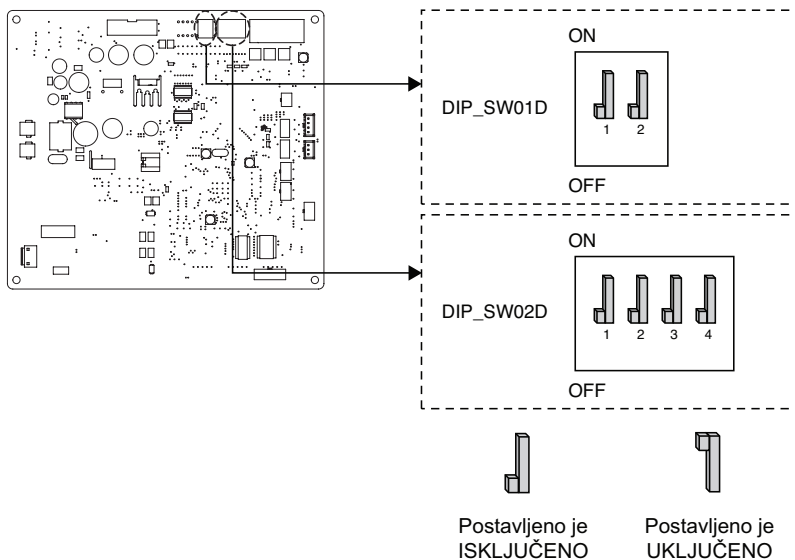 ON
DIP_SW01D
1 2
OFF
ON
DIP_SW02D
1 2 3 4
OFF
Postavljeno je
ISKLJUČENO
Postavljeno je
UKLJUČENO